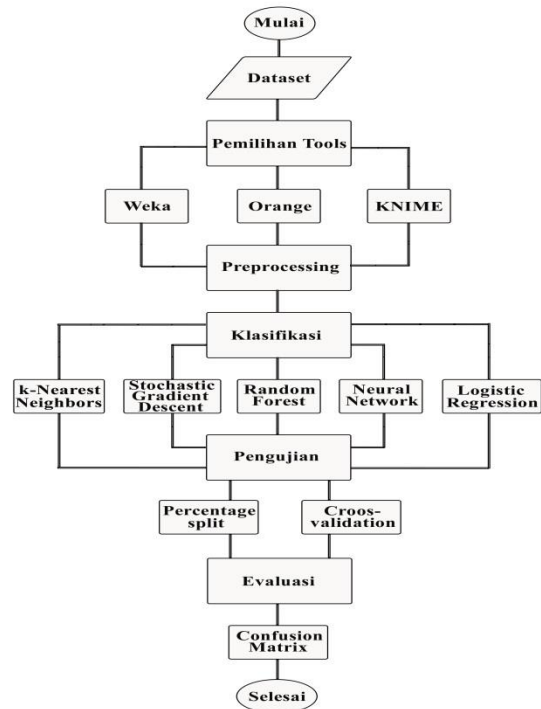 Mulai
Dataset
Pemilihan Tools
Weka
Orange
KNIME
Preprocessing
Klasifikasi
k-Nearest
Neighbors
Stochastic
Gradient
Descent
Random
Forest
Neural
Network
Logistic
Regression
Pengujian
Percentage
split
Croos-
validation
Evaluasi
Confusion
Matrix
Selesai